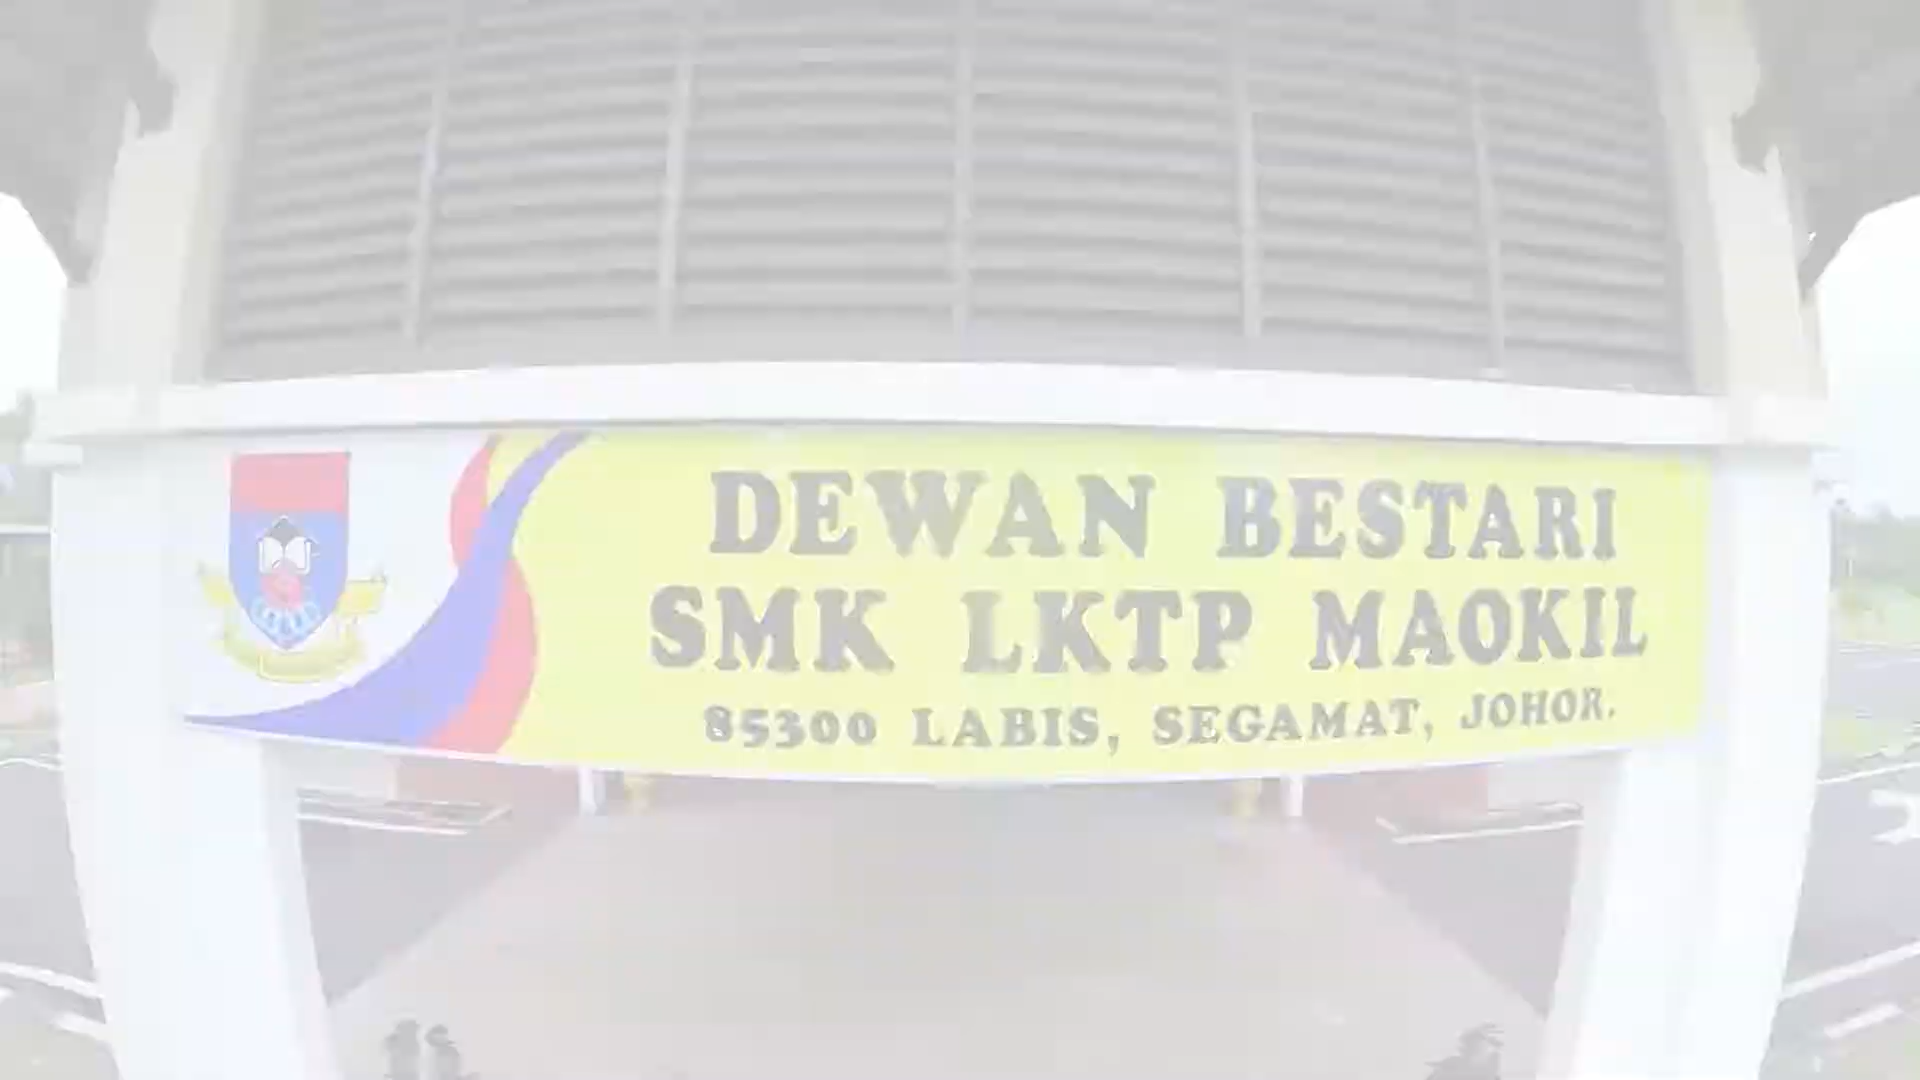 DEWAN BESTARI
SMK LKTP MAOKIL
85300 LABIS, SEGAMAT, JOHOR.